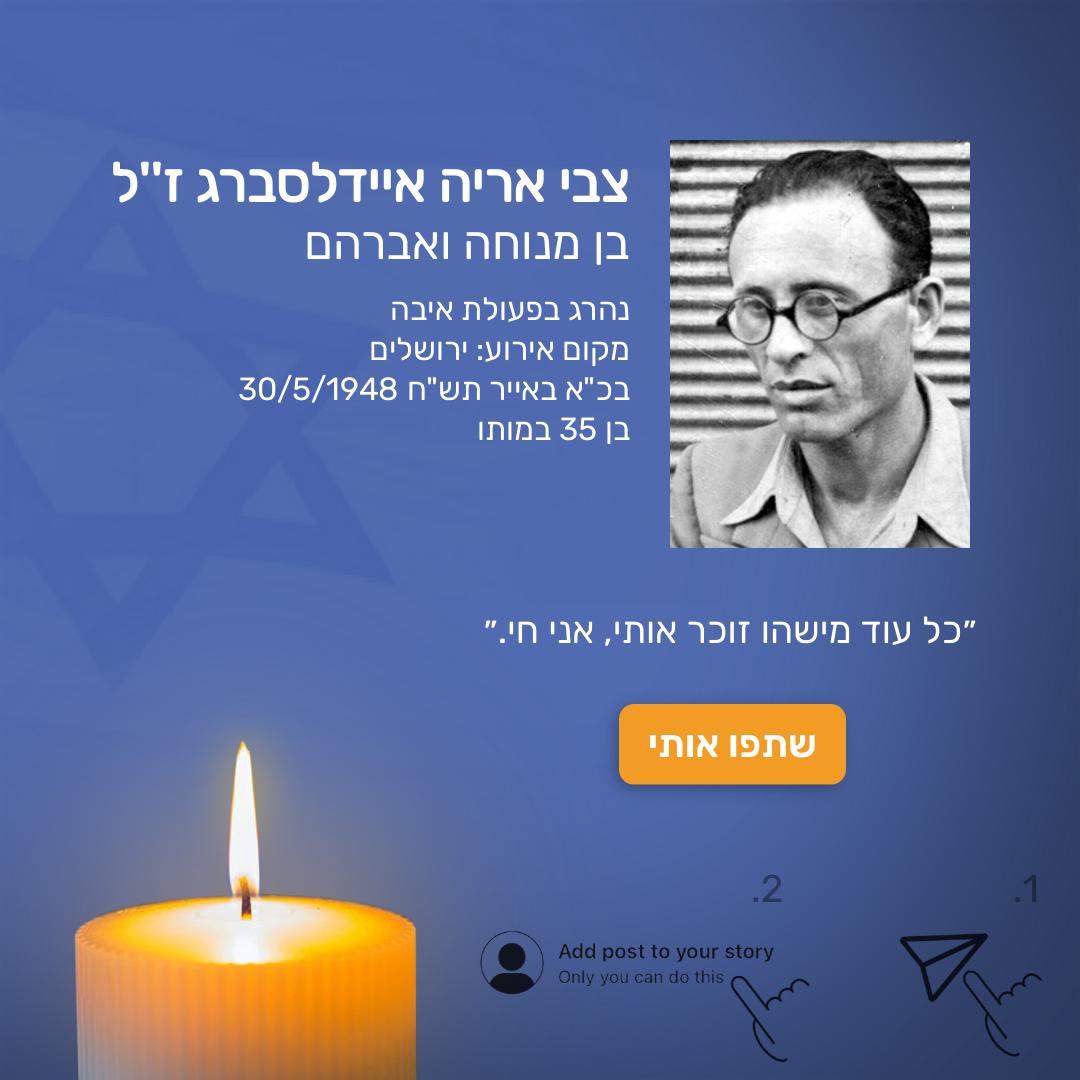 צבי אריה איידלסברג ז"ל
בן מנוחה ואברהם
נהרג בפעולת איבה
מקום אירוע: ירושלים
בכ"א באייר תש"ח 30/5/1948
בן 35 במותו
״כל עוד מישהו זוכר אותי, אני חי.״
שתפו אותי
1.
2.
Add post to your story
Only you can do this